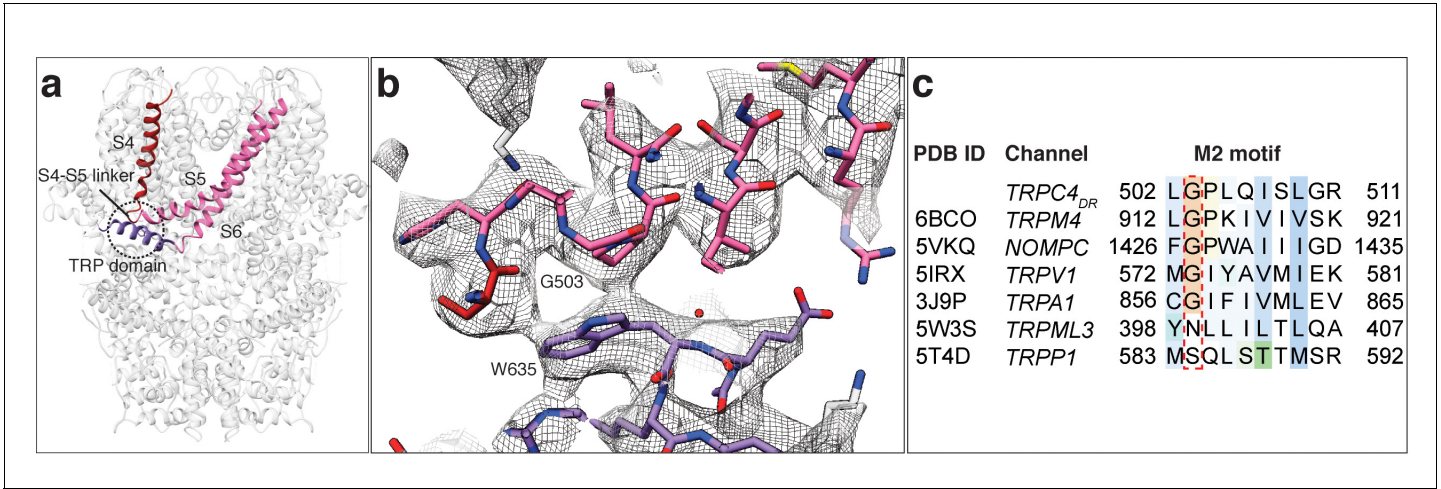 a
S4
S4-S5 linker
S5
S6
TRP domain
b
G503
W635
c
PDB ID Channel M2 motif
TRPC4DR 502 LGPLQISLGR 511
6BCO TRPM4 912 LGPKIVIVSK 921
5VKQ NOMPC 1426 FGPWAIIIGD 1435
5IRX TRPV1 572 MGIYAVMIEK 581
3J9P TRPA1 856 CGIFIVMLEV 865
5W3S TRPML3 398 YNLLILTLQA 407
5T4D TRPP1 583 MSQLSTTMSR 592